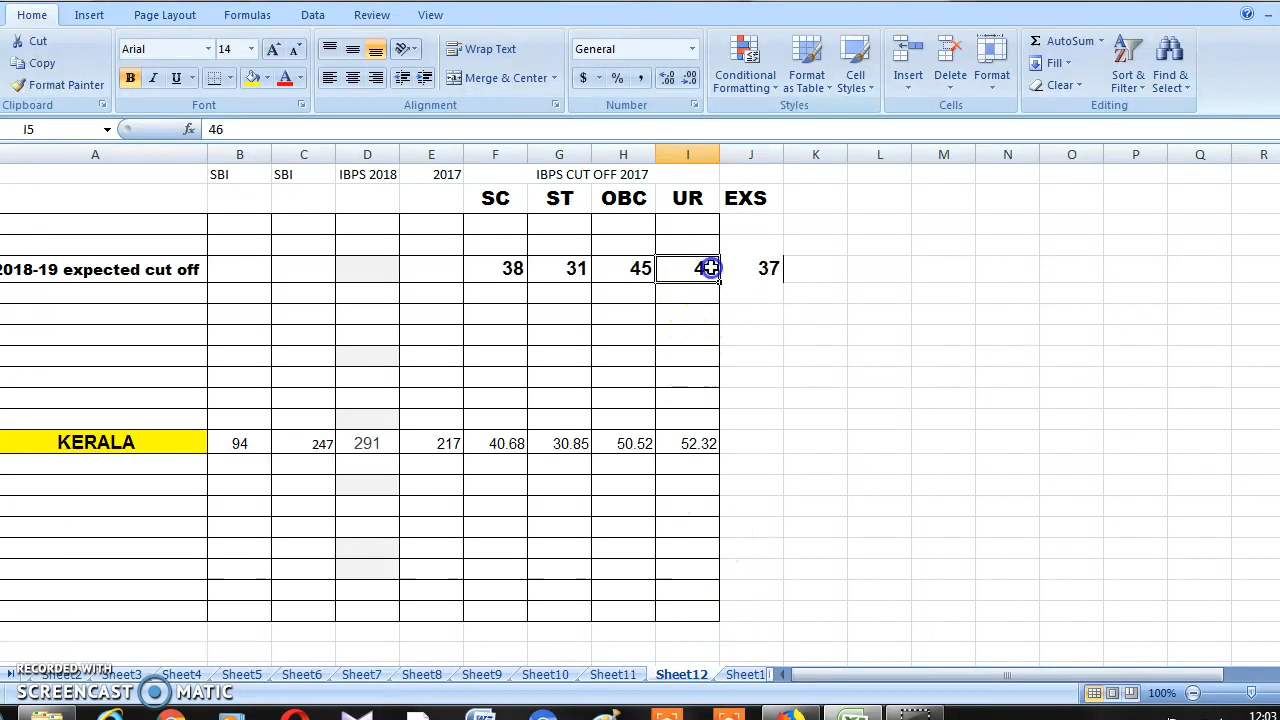 Home Insert Page Layout Formulas Data Review View
Cut
Copy
Format Painter
Clipboard
Arial 14
B I U
Font
Wrap Text
Merge & Center
Alignment
General
$ % ,
Number
Conditional Formatting
Format as Table
Cell Styles
Styles
Insert Delete Format
Cells
AutoSum
Fill
Clear
Sort & Filter
Find & Select
Editing
I5 fx 46
A B C D E F G H I J K L M N O P Q R
SBI SBI IBPS 2018 2017 IBPS CUT OFF 2017
SC ST OBC UR EXS
2018-19 expected cut off 38 31 45 37
KERALA 94 247 291 217 40.68 30.85 50.52 52.32
Sheet2 Sheet3 Sheet4 Sheet5 Sheet6 Sheet7 Sheet8 Sheet9 Sheet10 Sheet11 Sheet12 Sheet1
RECORDED WITH
SCREENCAST MATIC
100%
12:03